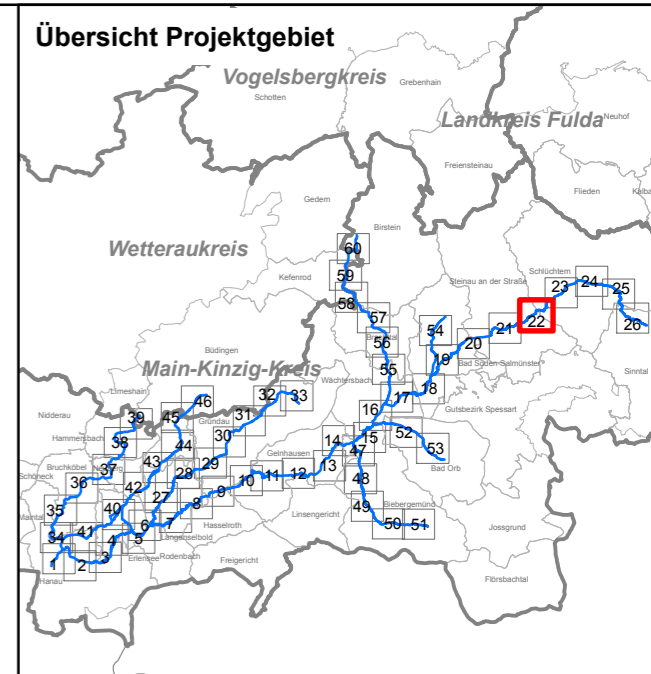 Übersicht Projektgebiet
Vogelsbergkreis
Grebenhain
Schotten
Landkreis Fulda
Neuhof
Freiensteinau
Flieden
Kalba
Gedern
Birstein
Wetteraukreis
60
Kefenrod
59
58
57
Steinau an der Straße
Schlüchtern
23
24
25
22
26
21
54
20
56
19
Bad Soden-Salmünster
Sinntal
Büdingen
Main-Kinzig-Kreis
Wächtersbach
55
18
17
Gutsbezirk Spessart
Limeshain
46
32
33
Nidderau
39
45
31
Gründau
16
Hammersbach
38
30
44
Gelnhausen
14
15
52
47
53
Bad Orb
Schöneck
Bruchköbel
37
43
29
13
12
11
10
36
42
28
48
Linsengericht
9
Hasselroth
8
27
35
40
49
Biebergemünd
Maintal
41
6
7
Langenselbold
50
51
34
4
5
Jossgrund
Erlensee
Rodenbach
Freigericht
3
2
1
Hanau
Flörsbachtal